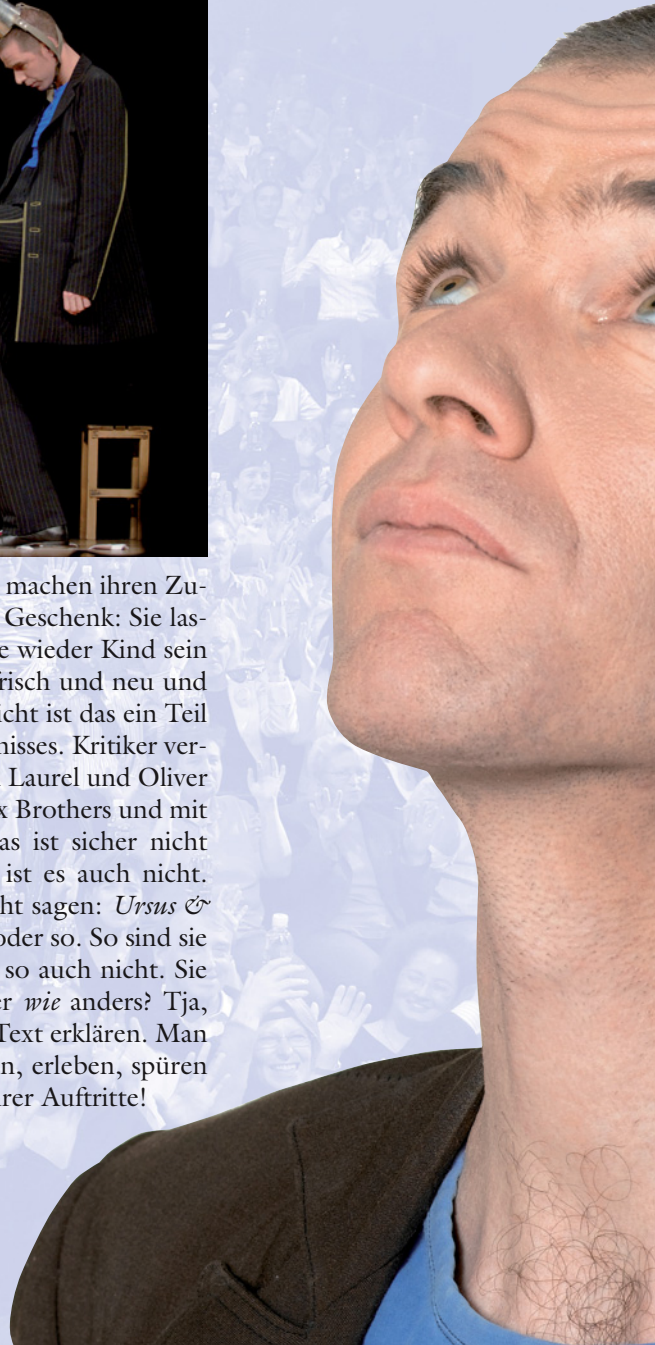 machen ihren Zu-
Geschenk: Sie las-
e wieder Kind sein
risch und neu und
icht ist das ein Teil
nisses. Kritiker ver-
Laurel und Oliver
x Brothers und mit
as ist sicher nicht
ist es auch nicht.
ht sagen: Ursus &
oder so. So sind sie
so auch nicht. Sie
er wie anders? Tja,
Text erklären. Man
n, erleben, spüren
rer Auftritte!